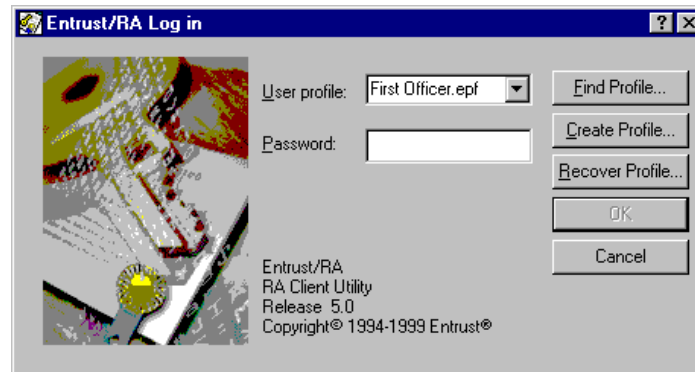 Entrust/RA Log in
User profile: First Officer.epf
Find Profile...
Password:
Create Profile...
Recover Profile...
OK
Cancel
Entrust/RA
RA Client Utility
Release 5.0
Copyright© 1994-1999 Entrust®